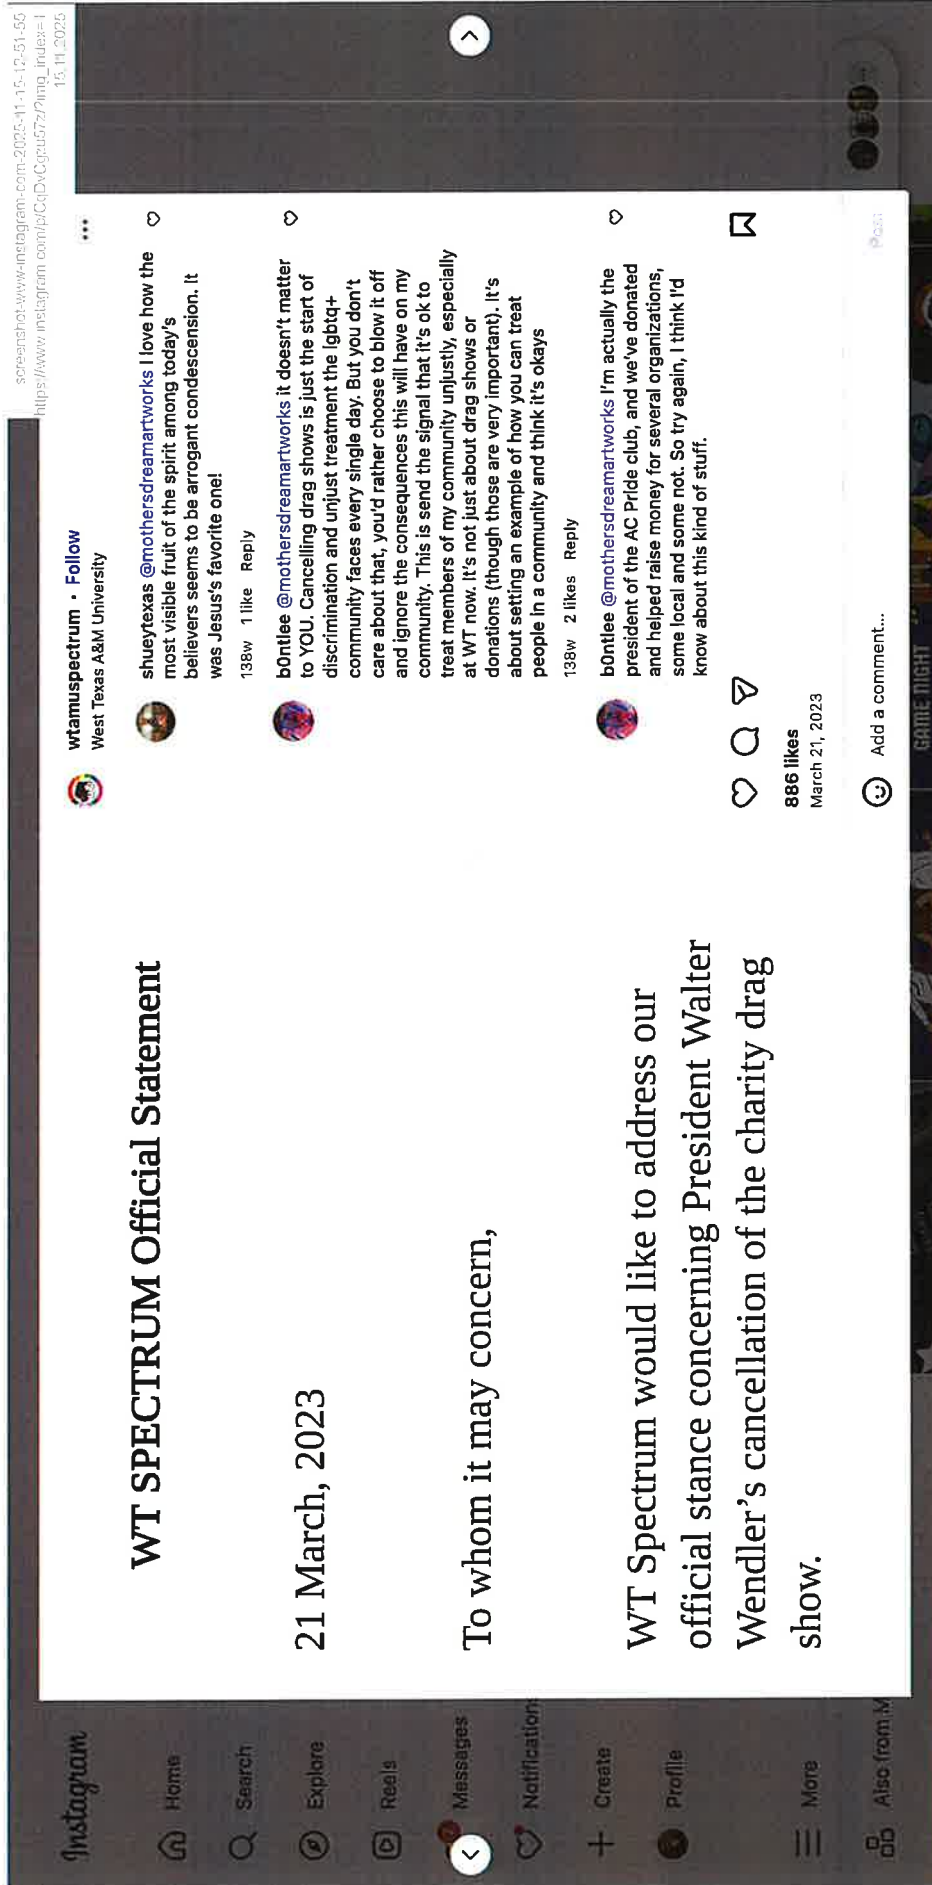 screenshot-www-instagram-com-2025-11-15-12-51-55
https://www.instagram.com/p/CqDvCgzu57z/?img_index=1
15.11.2025
Instagram
Home
Search
Explore
Reels
Messages
Notification
Create
Profile
More
Also from M
WT SPECTRUM Official Statement
21 March, 2023
To whom it may concern,
WT Spectrum would like to address our
official stance concerning President Walter
Wendler's cancellation of the charity drag
show.
wtamuspectrum • Follow
West Texas A&M University
shueytexas @mothersdreamartworks I love how the
most visible fruit of the spirit among today's
believers seems to be arrogant condescension. It
was Jesus's favorite one!
138w 1 like Reply
b0ntlee @mothersdreamartworks it doesn't matter
to YOU. Cancelling drag shows is just the start of
discrimination and unjust treatment the lgbtq+
community faces every single day. But you don't
care about that, you'd rather choose to blow it off
and ignore the consequences this will have on my
community. This is send the signal that it's ok to
treat members of my community unjustly, especially
at WT now. It's not just about drag shows or
donations (though those are very important). It's
about setting an example of how you can treat
people in a community and think it's okays
138w 2 likes Reply
b0ntlee @mothersdreamartworks I'm actually the
president of the AC Pride club, and we've donated
and helped raise money for several organizations,
some local and some not. So try again, I think I'd
know about this kind of stuff.
886 likes
March 21, 2023
Add a comment...
Post
GAME NIGHT